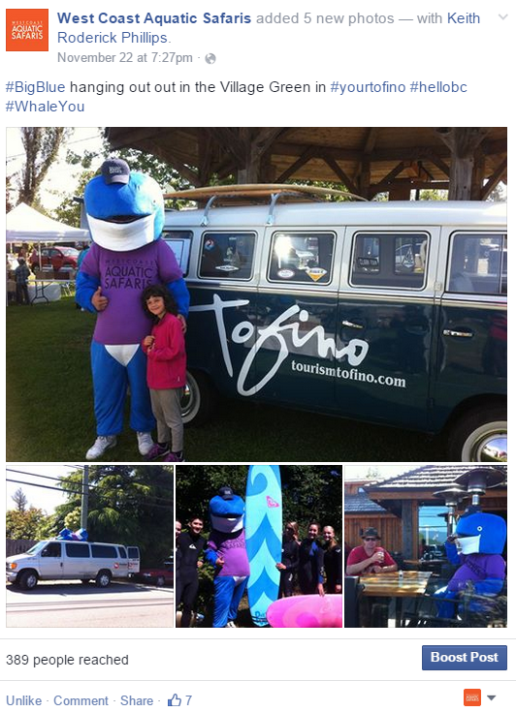 WESTCOAST
AQUATIC
SAFARIS
West Coast Aquatic Safaris added 5 new photos — with Keith
Roderick Phillips.
November 22 at 7:27pm ·
#BigBlue hanging out out in the Village Green in #yourtofino #hellobc
#WhaleYou
WESTCOAST
AQUATIC
SAFARIS
Tofino
tourismtofino.com
389 people reached
Boost Post
Unlike · Comment · Share · 7